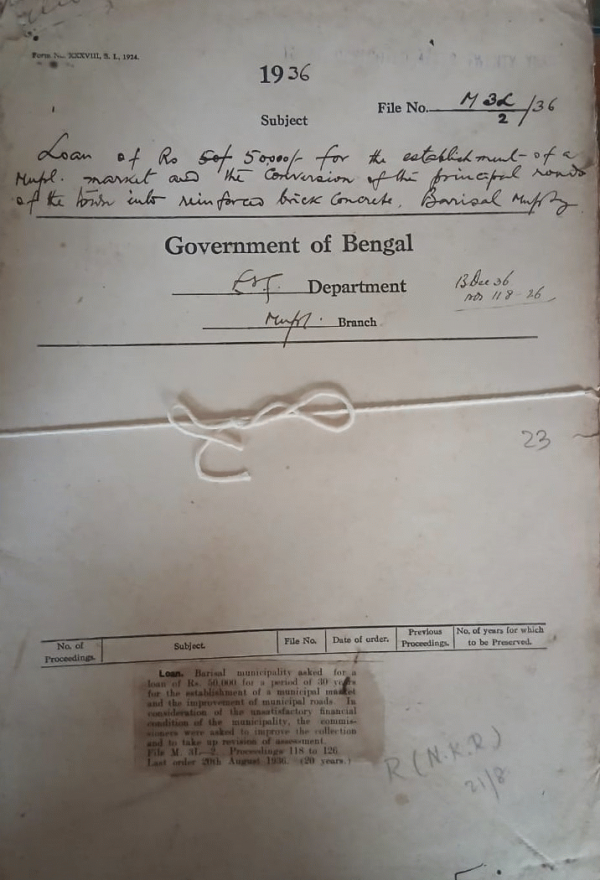 Form No. XXXVIII, S. I., 1924.
1936
File No. M 3L/2/36
Subject
Loan of Rs 50/ 50,000/- for the establishment of a
Mupl. market and the conversion of the principal roads
of the town into reinforced brick concrete. Barisal Muplty
Government of Bengal
Department
13 Dec 36
nos 118-26
Mupl. Branch
23
No. of Proceedings. Subject. File No. Date of order. Previous Proceedings No. of years for which to be Preserved.
Loan. Barisal municipality asked for a
loan of Rs. 50,000 for a period of 30 years
for the establishment of a municipal market
and the improvement of municipal roads. In
consideration of the unsatisfactory financial
condition of the municipality, the commis-
sioners were asked to improve the collection
and to take up revision of assessment.
File M. 3L—2. Proceedings 118 to 126.
Last order 20th August 1936. (20 years.)
R (N.K.R)
21/8